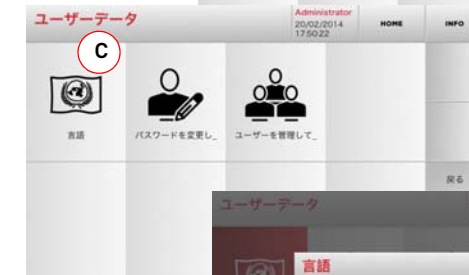 ユーザーデータ
Administrator
20/02/2014
17:50:22
HOME
INFO
C
言語
パスワードを変更し_
ユーザーを管理して_
戻る
ユーザーデータ
言語